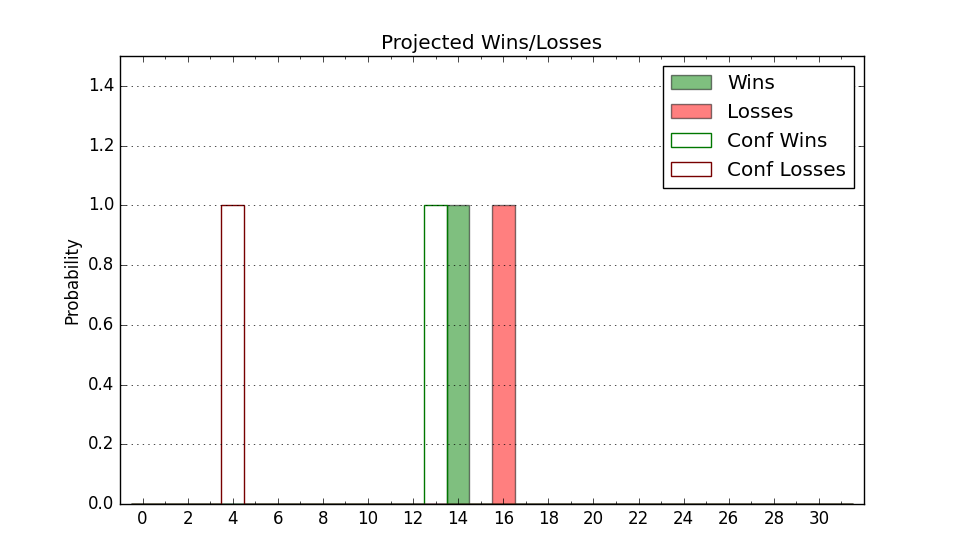 Projected Wins/Losses
Wins
Losses
Conf Wins
Conf Losses
Probability
1.4
1.2
1.0
0.8
0.6
0.4
0.2
0.0
0 2 4 6 8 10 12 14 16 18 20 22 24 26 28 30